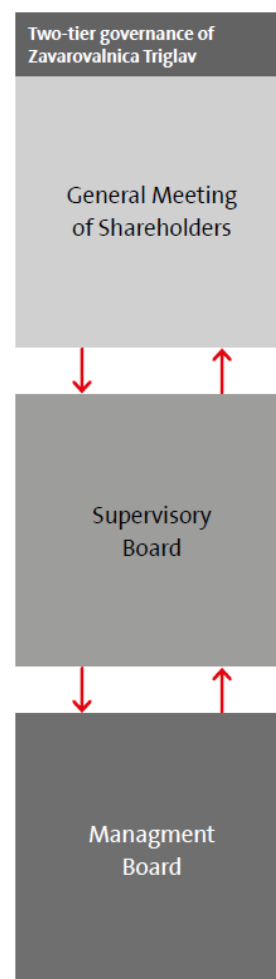 Two-tier governance of
Zavarovalnica Triglav
General Meeting
of Shareholders
Supervisory
Board
Managment
Board